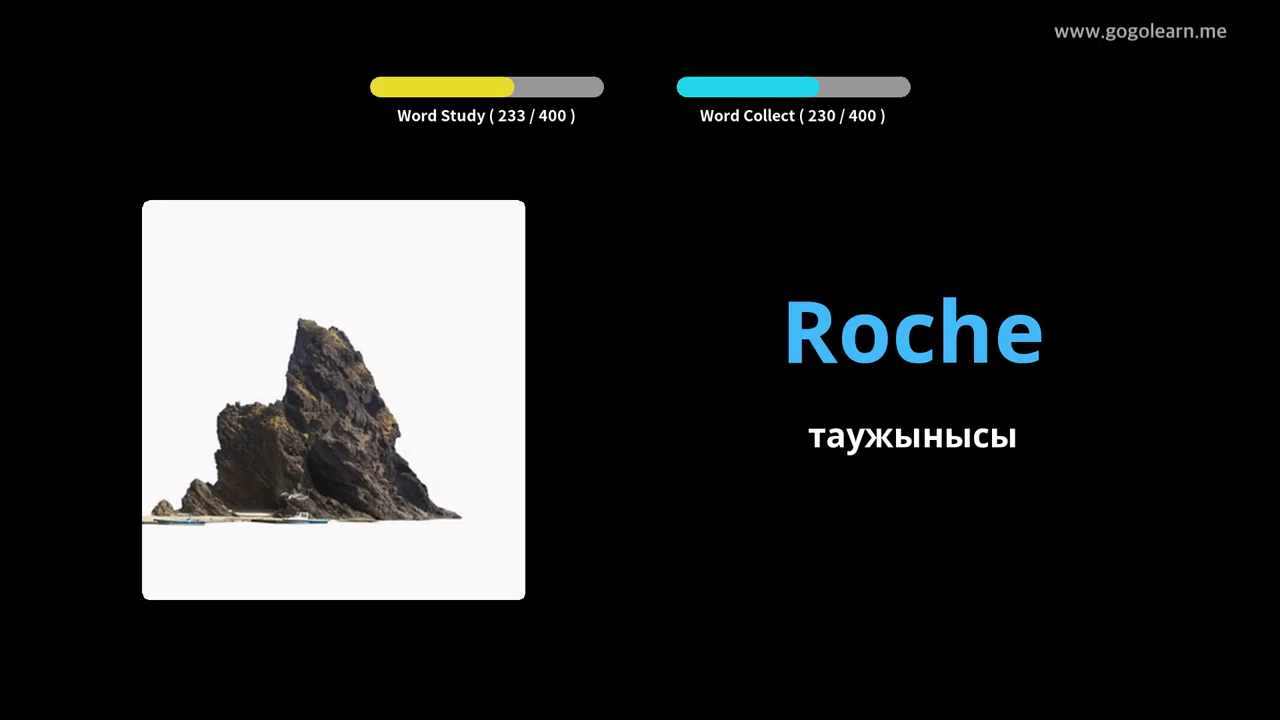 www.gogolearn.me
Word Study ( 233 / 400 )
Word Collect ( 230 / 400 )
Roche
таужынысы